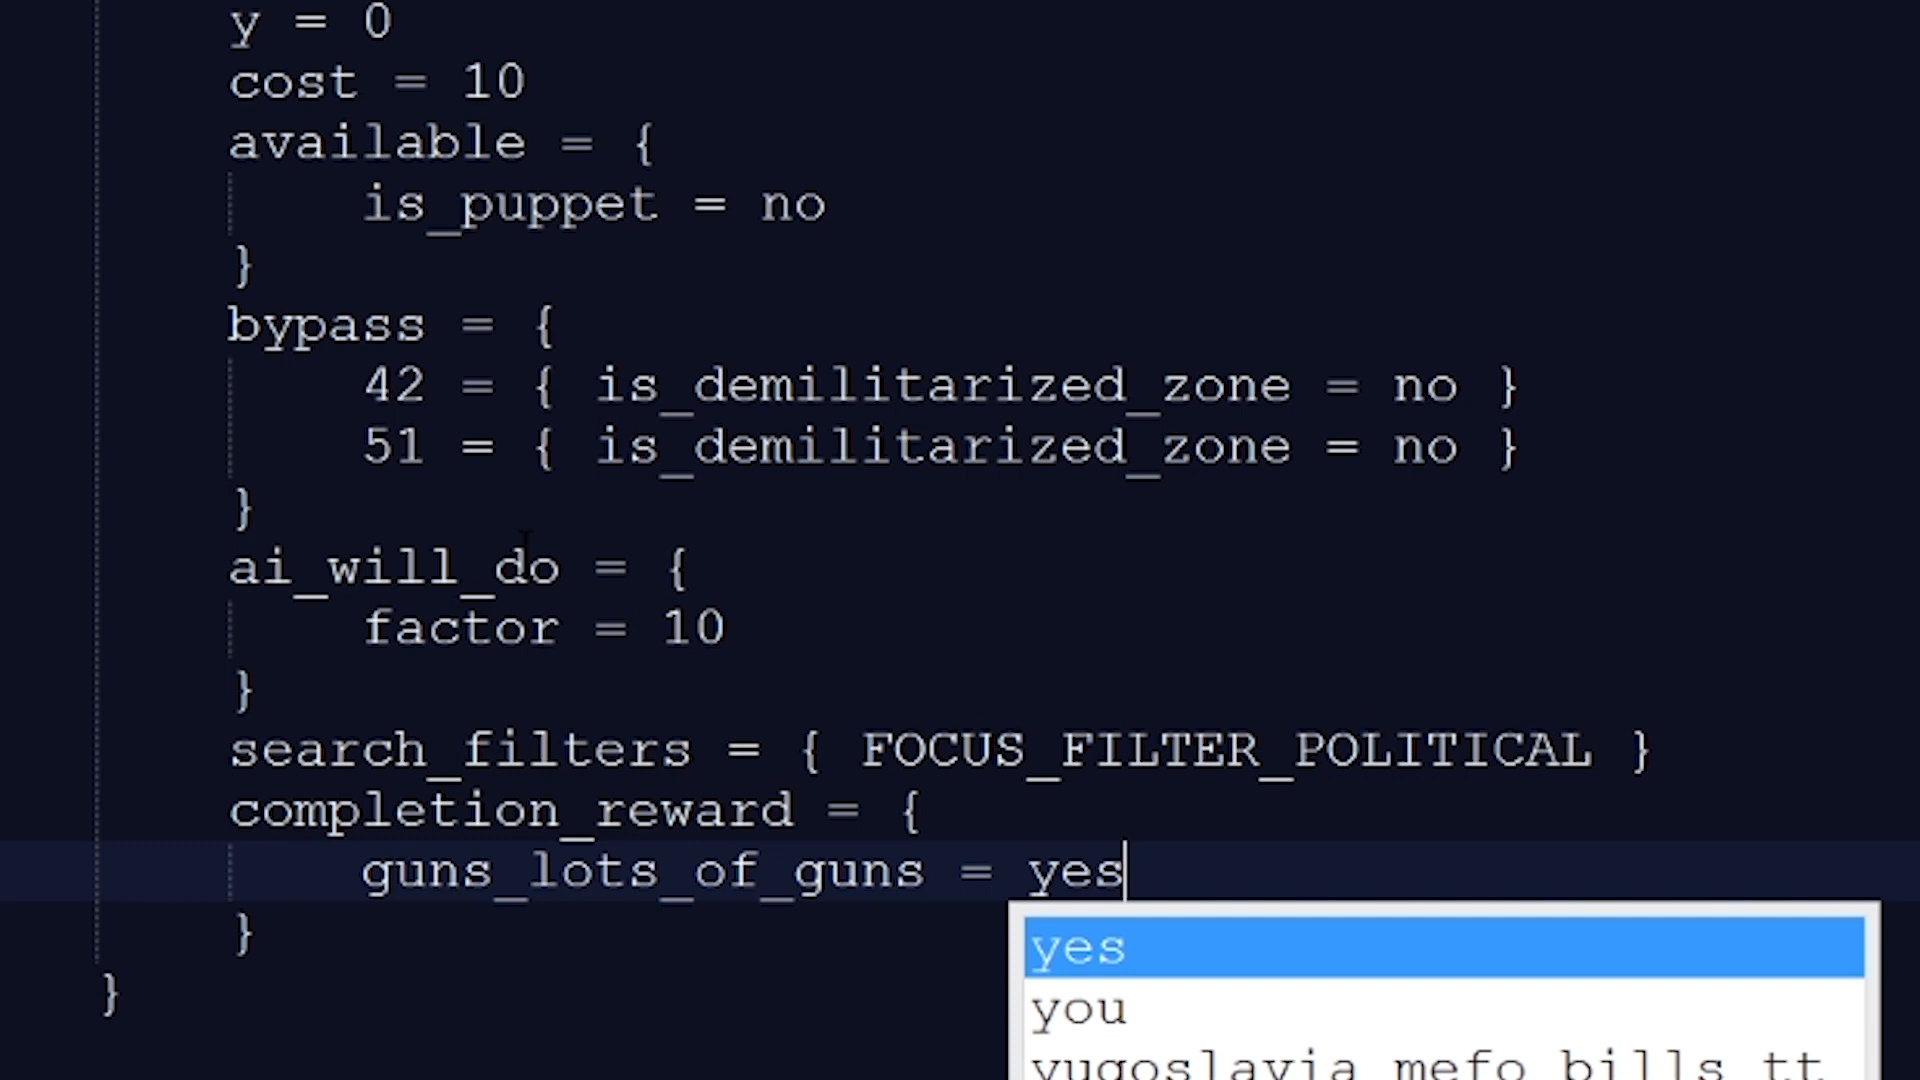 y = 0
cost = 10
available = {
is_puppet = no
}
bypass = {
42 = { is_demilitarized_zone = no }
51 = { is_demilitarized_zone = no }
}
ai_will_do = {
factor = 10
}
search_filters = { FOCUS_FILTER_POLITICAL }
completion_reward = {
guns_lots_of_guns = yes
}
}
yes
you
yugoslavia_mefo_bills_tt